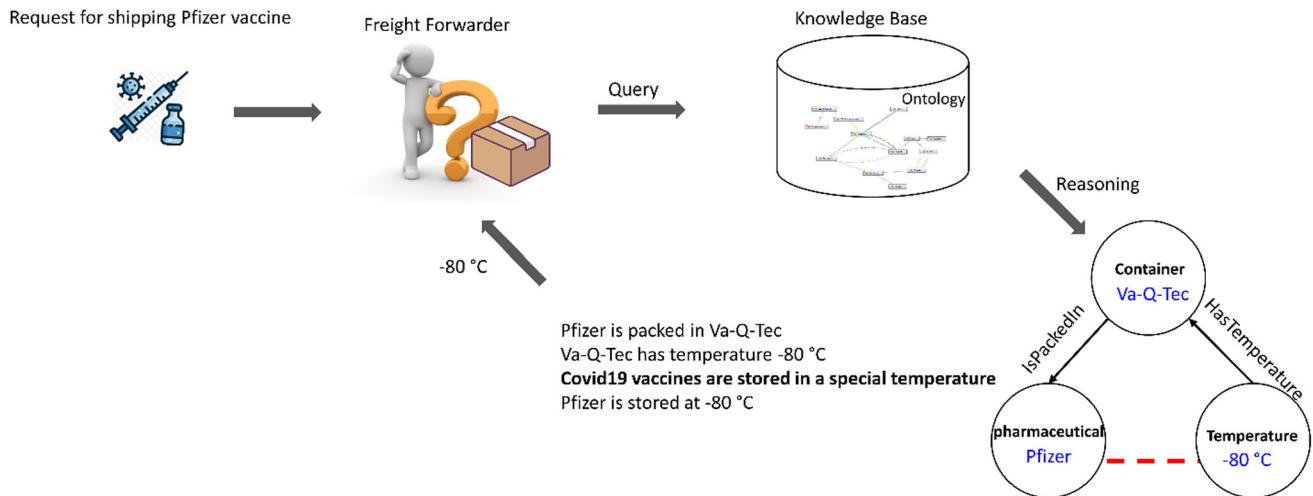 Request for shipping Pfizer vaccine
Freight Forwarder
Knowledge Base
Query
Ontology
Reasoning
-80 °C
Container
Va-Q-Tec
IsPackedIn
HasTemperature
Pfizer is packed in Va-Q-Tec
Va-Q-Tec has temperature -80 °C
Covid19 vaccines are stored in a special temperature
Pfizer is stored at -80 °C
pharmaceutical
Pfizer
Temperature
-80 °C